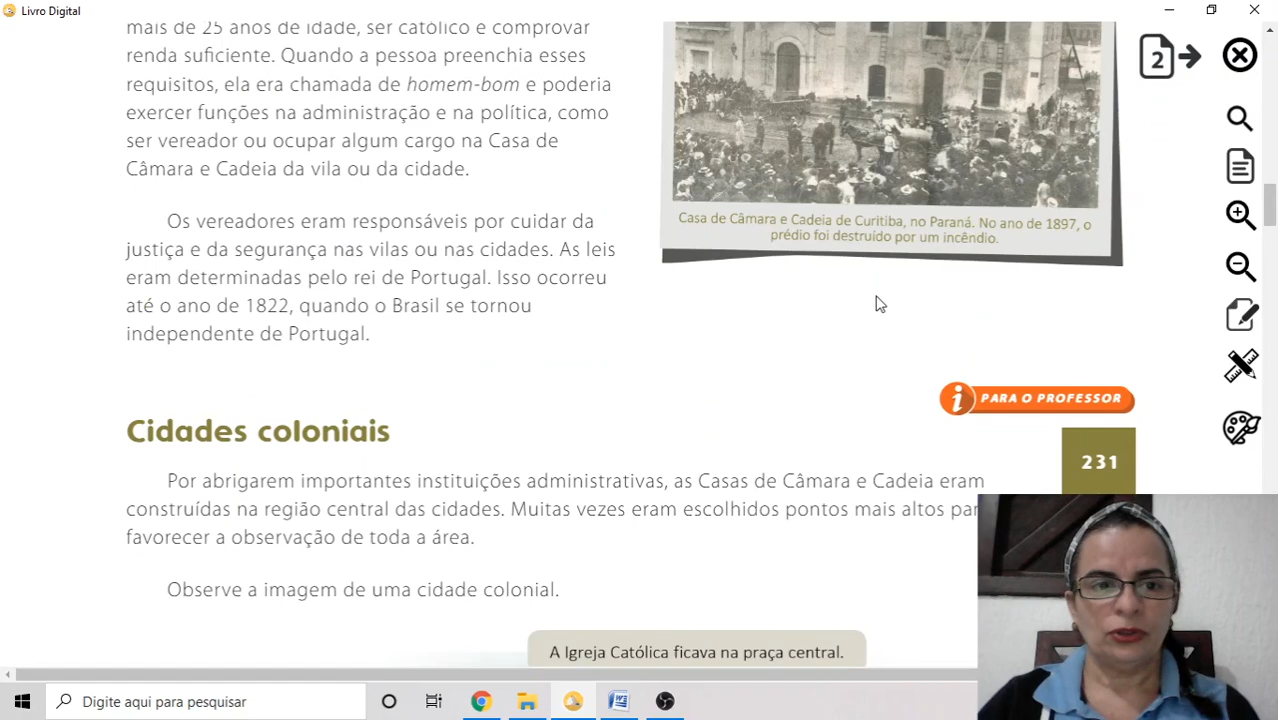 Livro Digital
mais de 25 anos de idade, ser católico e comprovar
renda suficiente. Quando a pessoa preenchia esses
requisitos, ela era chamada de homem-bom e poderia
exercer funções na administração e na política, como
ser vereador ou ocupar algum cargo na Casa de
Câmara e Cadeia da vila ou da cidade.
Os vereadores eram responsáveis por cuidar da
justiça e da segurança nas vilas ou nas cidades. As leis
eram determinadas pelo rei de Portugal. Isso ocorreu
até o ano de 1822, quando o Brasil se tornou
independente de Portugal.
Casa de Câmara e Cadeia de Curitiba, no Paraná. No ano de 1897, o
prédio foi destruído por um incêndio.
2
i PARA O PROFESSOR
Cidades coloniais
231
Por abrigarem importantes instituições administrativas, as Casas de Câmara e Cadeia eram
construídas na região central das cidades. Muitas vezes eram escolhidos pontos mais altos par
favorecer a observação de toda a área.
Observe a imagem de uma cidade colonial.
A Igreja Católica ficava na praça central.
Digite aqui para pesquisar